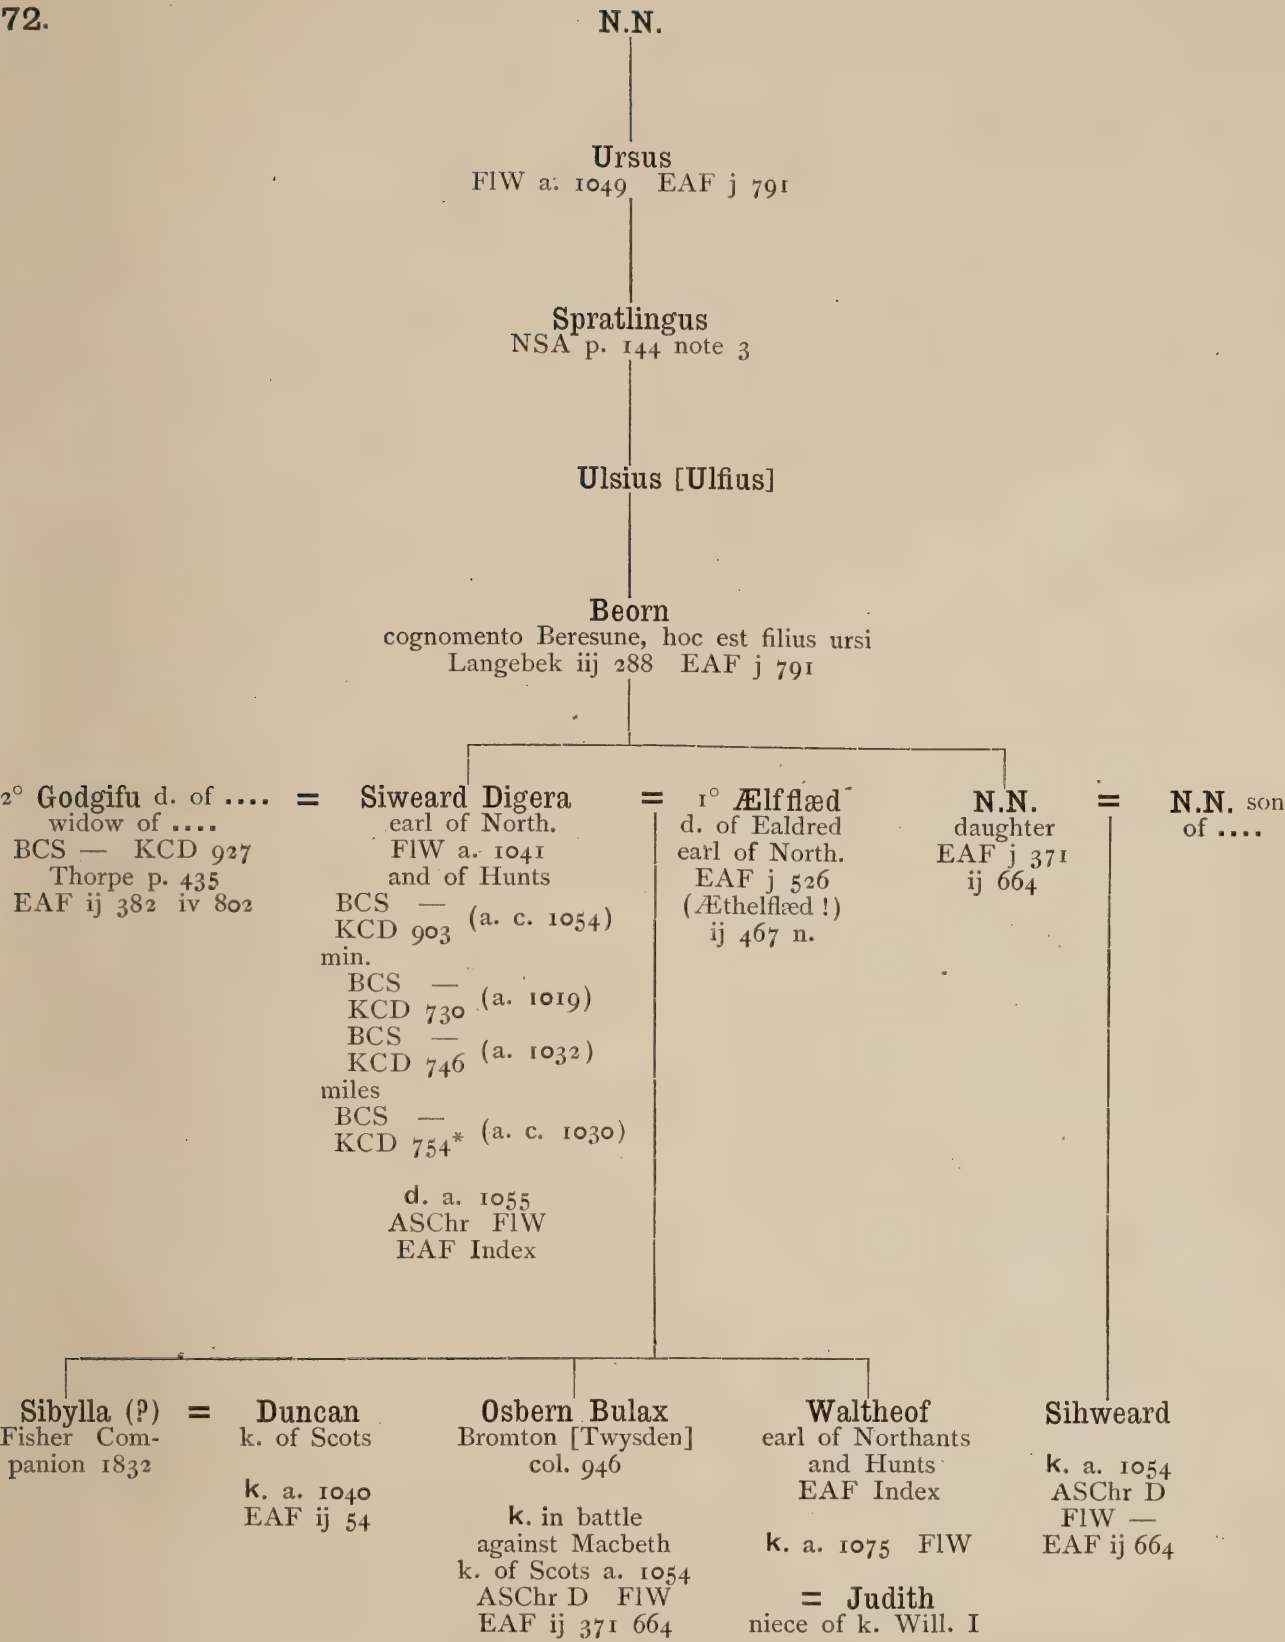 72.
N.N.
Ursus
FlW a. 1049 EAF j 791
Spratlingus
NSA p. 144 note 3
Ulsius [Ulfius]
Beorn
cognomento Beresune, hoc est filius ursi
Langebek iij 288 EAF j 791
2° Godgifu d. of ....
widow of ....
BCS — KCD 927
Thorpe p. 435
EAF ij 382 iv 802
=
Siweard Digera
earl of North.
FlW a. 1041
and of Hunts
BCS —
KCD 903 (a. c. 1054)
min.
BCS —
KCD 730 (a. 1019)
BCS —
KCD 746 (a. 1032)
miles
BCS —
KCD 754* (a. c. 1030)
d. a. 1055
ASChr FlW
EAF Index
=
1° Ælfflæd
d. of Ealdred
earl of North.
EAF j 526
(Æthelflæd !)
ij 467 n.
N.N.
daughter
EAF j 371
ij 664
=
N.N. son
of ....
Sibylla (?)
Fisher Com-
panion 1832
=
Duncan
k. of Scots
k. a. 1040
EAF ij 54
Osbern Bulax
Bromton [Twysden]
col. 946
k. in battle
against Macbeth
k. of Scots a. 1054
ASChr D FlW
EAF ij 371 664
Waltheof
earl of Northants
and Hunts
EAF Index
k. a. 1075 FlW
= Judith
niece of k. Will. I
Sihweard
k. a. 1054
ASChr D
FlW —
EAF ij 664